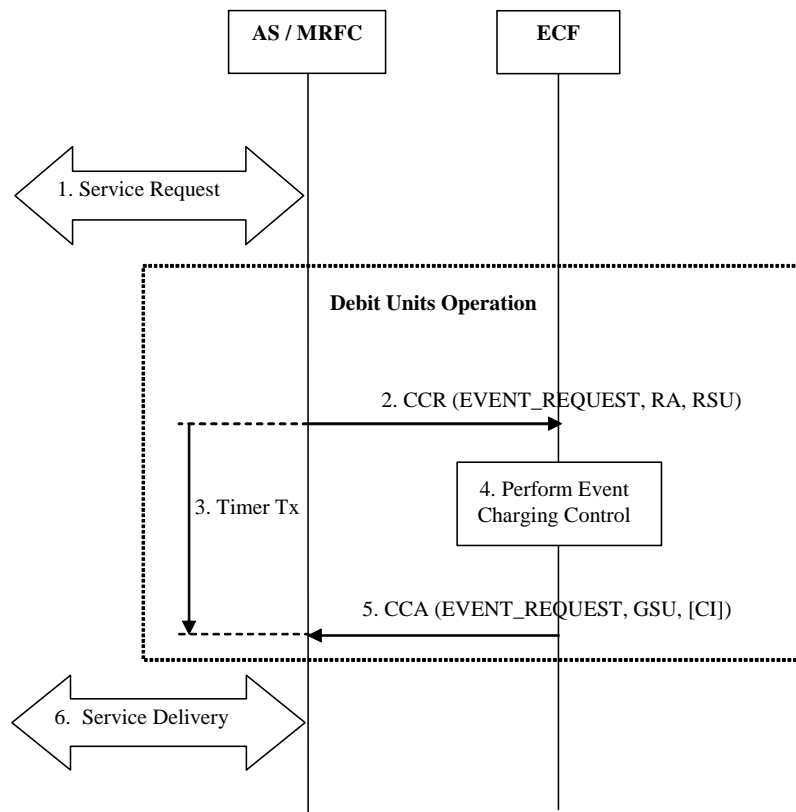 AS / MRFC
ECF
1. Service Request
Debit Units Operation
2. CCR (EVENT_REQUEST, RA, RSU)
3. Timer Tx
4. Perform Event
Charging Control
5. CCA (EVENT_REQUEST, GSU, [CI])
6. Service Delivery